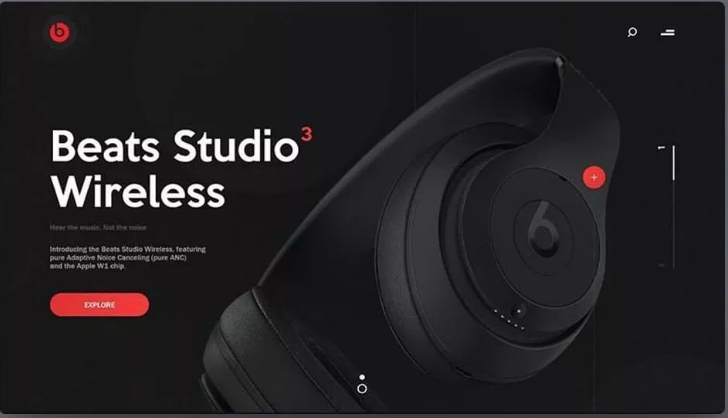 Beats Studio³
Wireless
Hear the music. Not the noise
Introducing the Beats Studio Wireless, featuring
pure Adaptive Noise Canceling (pure ANC)
and the Apple W1 chip.
EXPLORE